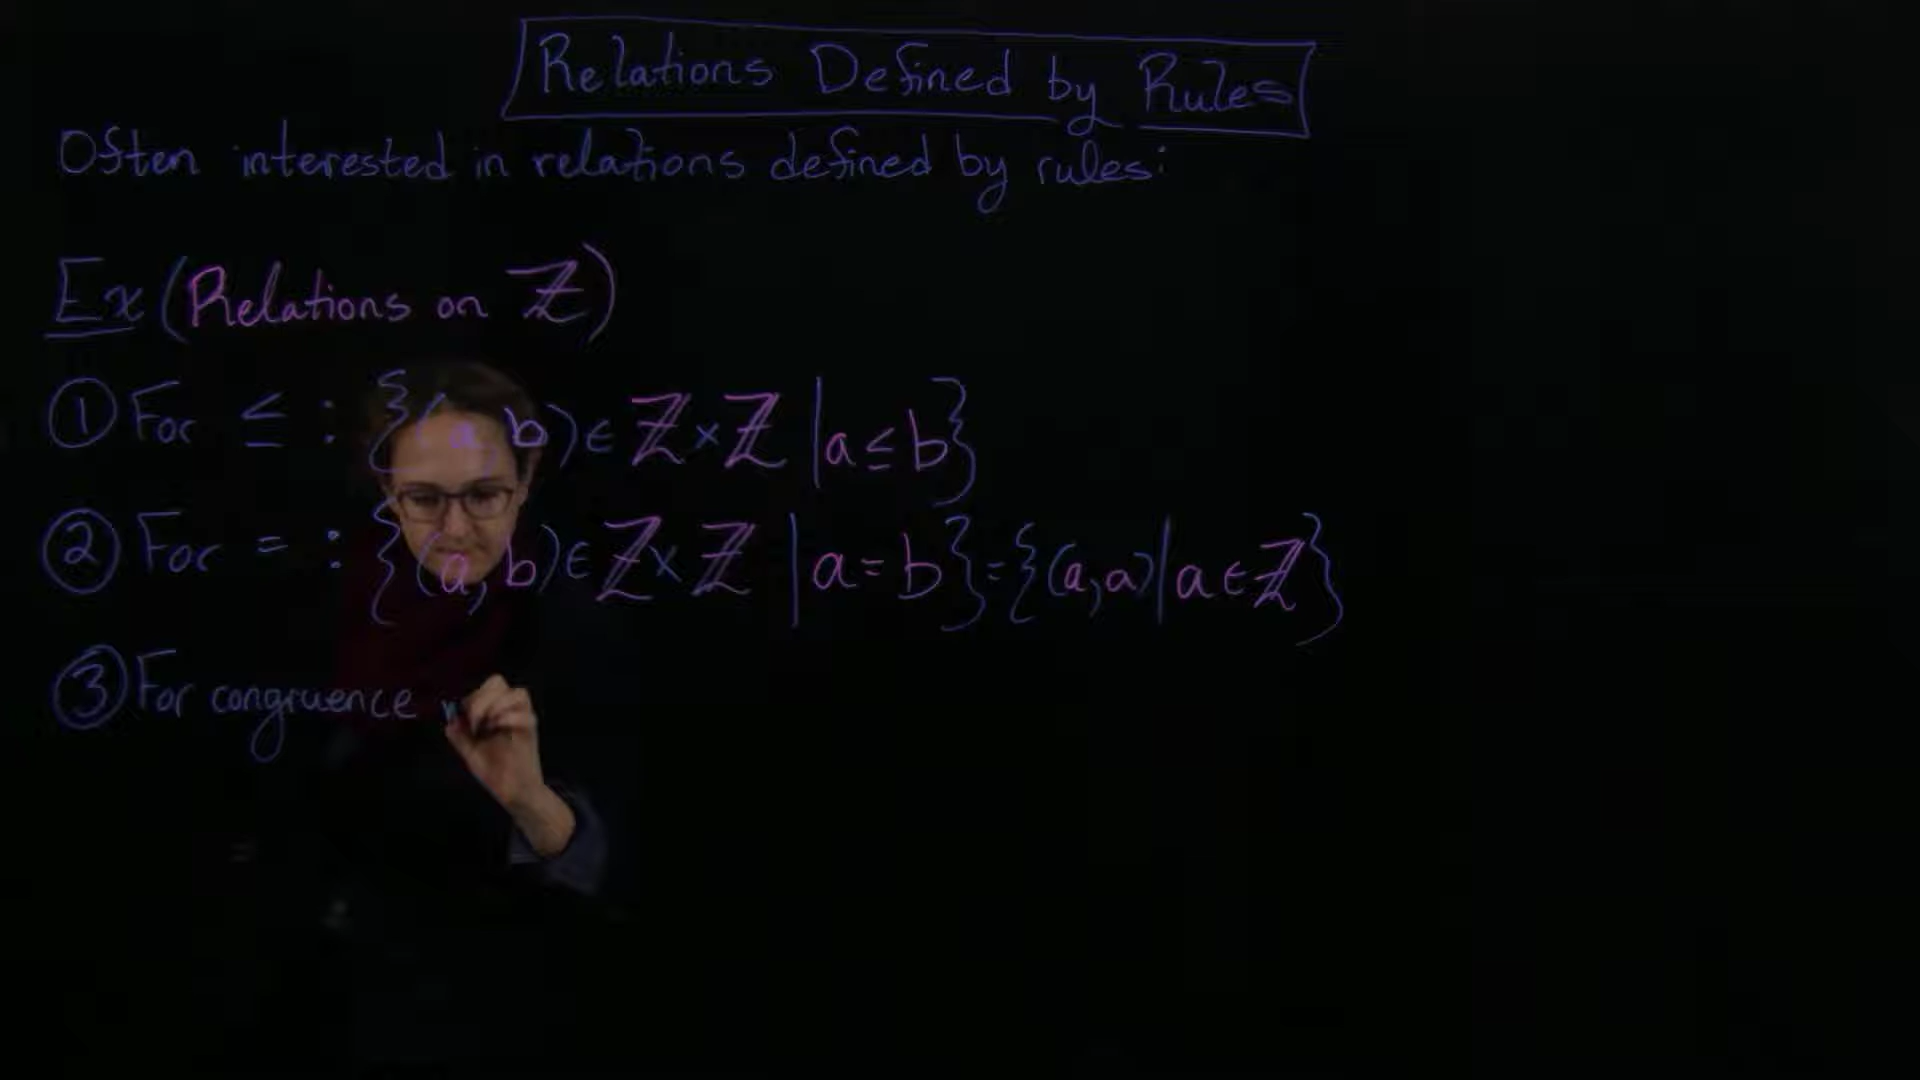 Relations Defined by Rules
Often interested in relations defined by rules:
Ex (Relations on ℤ)
① For ≤ : {(a,b) ∈ ℤ×ℤ | a ≤ b}
② For = : {(a,b) ∈ ℤ×ℤ | a = b} = {(a,a) | a ∈ ℤ}
③ For congruence